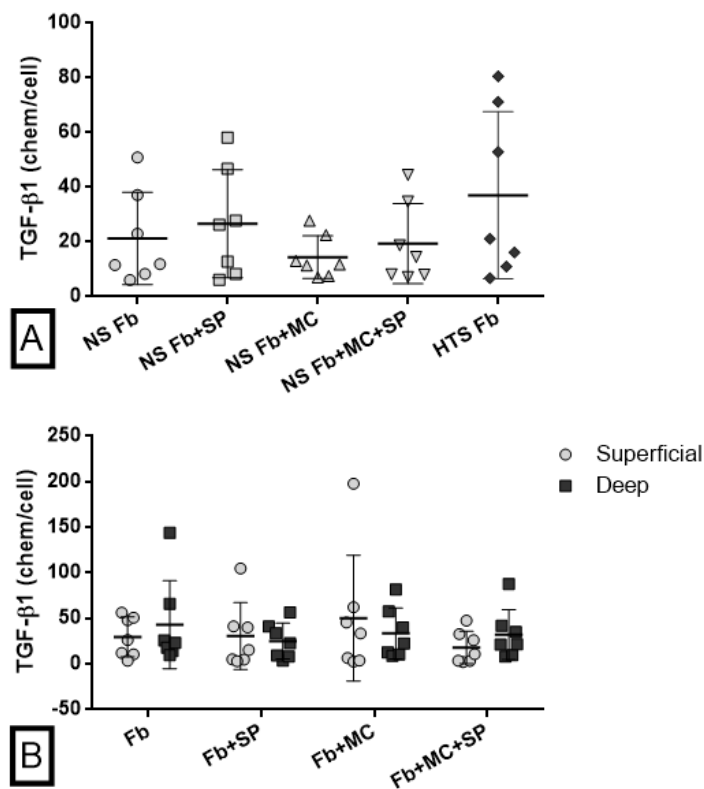 100
80
60
40
20
0
TGF-β1 (chem/cell)
NS Fb
NS Fb+SP
NS Fb+MC
NS Fb+MC+SP
HTS Fb
A
250
200
150
100
50
0
-50
TGF-β1 (chem/cell)
Superficial
Deep
Fb
Fb+SP
Fb+MC
Fb+MC+SP
B